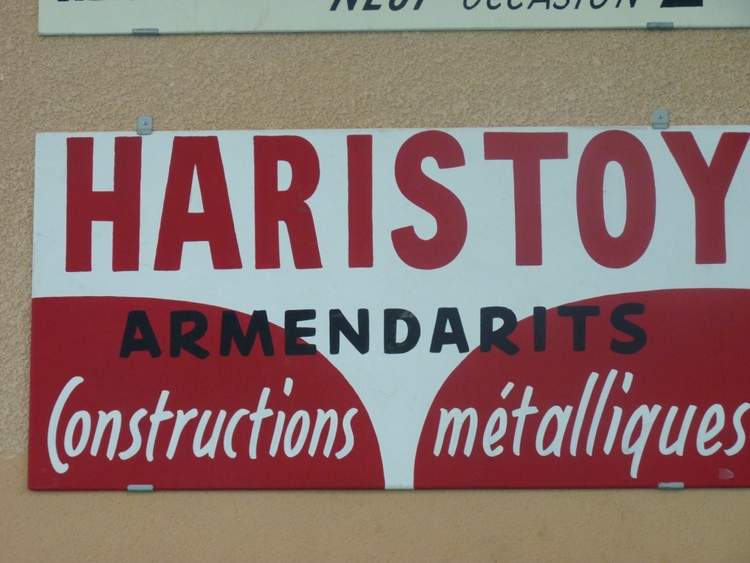 NEUF OCCASION
HARISTOY
ARMENDARITS
Constructions métalliques